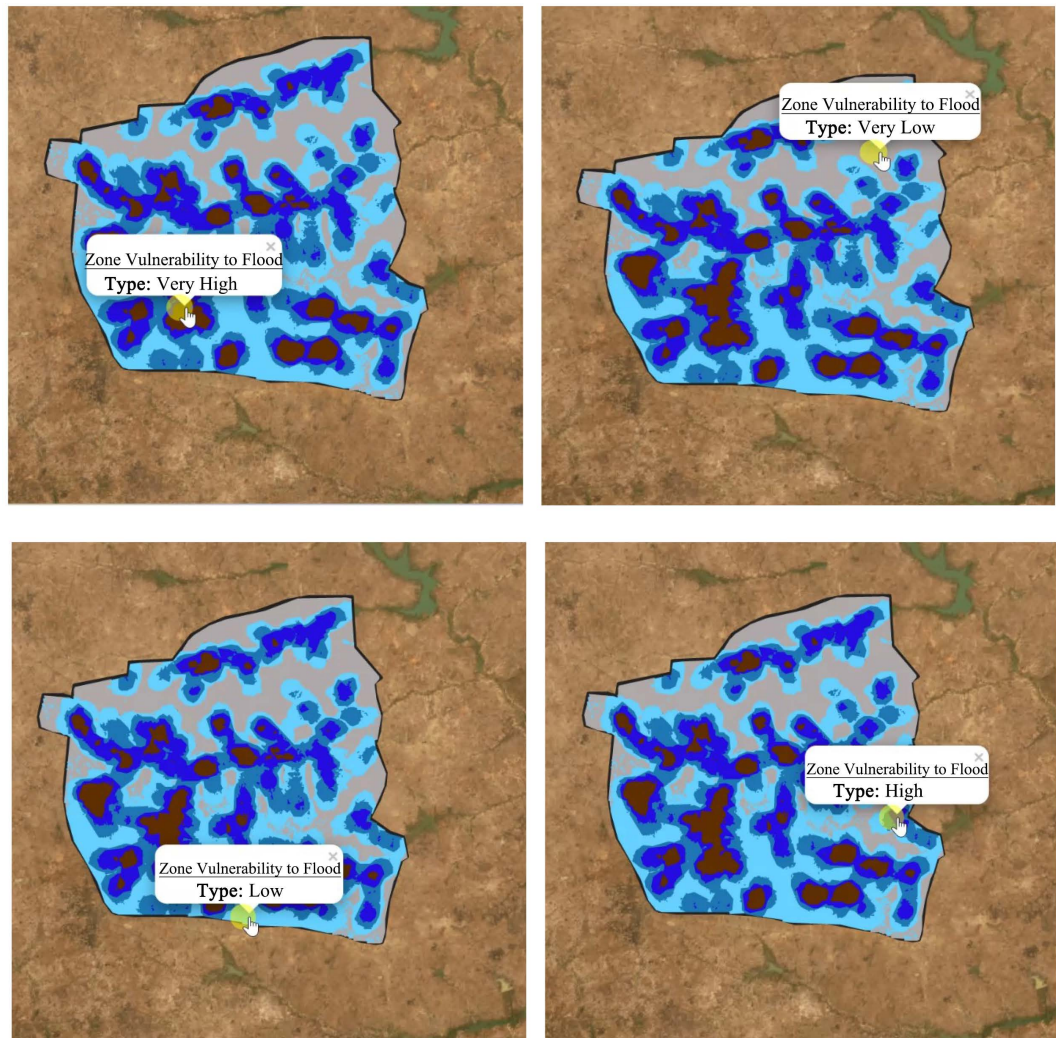 Zone Vulnerability to Flood
Type: Very High
Zone Vulnerability to Flood
Type: Very Low
Zone Vulnerability to Flood
Type: Low
Zone Vulnerability to Flood
Type: High